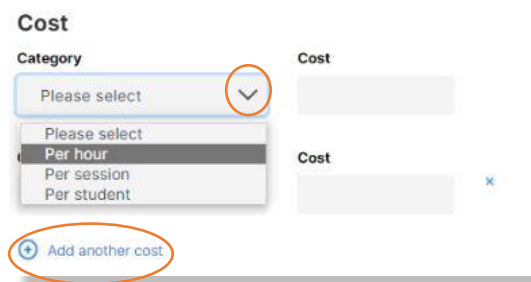 Cost
Category Cost
Please select
Please select
Per hour
Cost
Per session
Per student
Add another cost